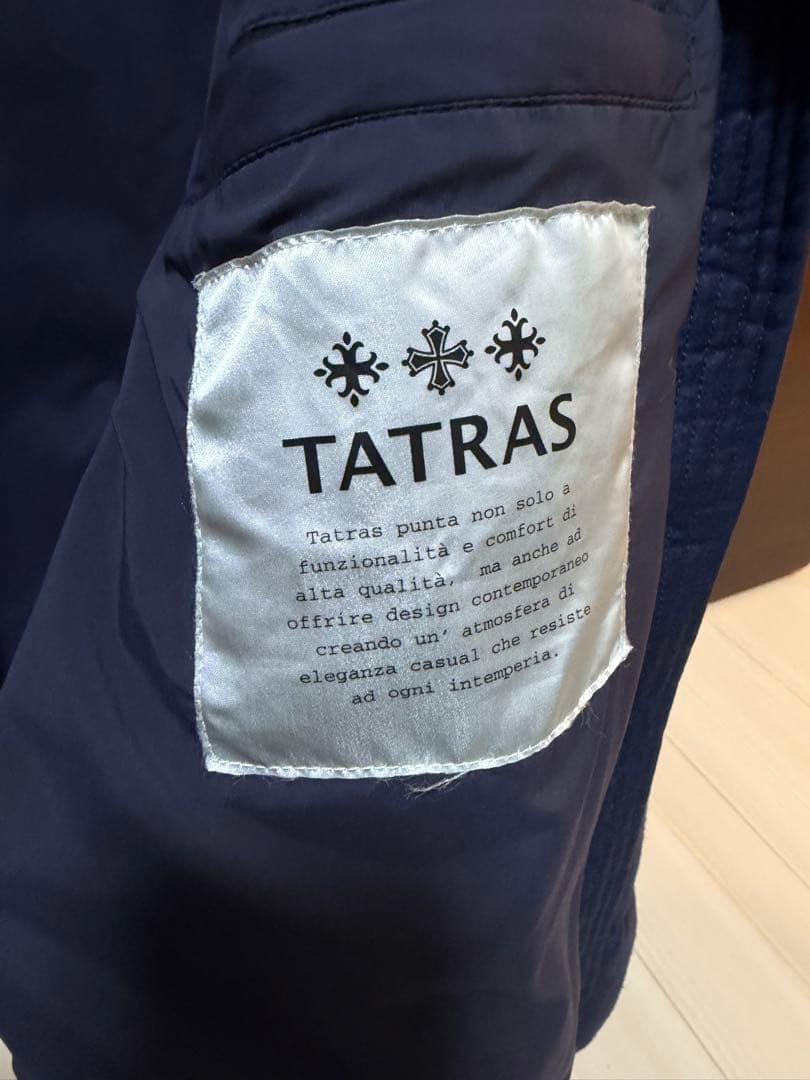 TATRAS
Tatras punta non solo a
funzionalità e comfort di
alta qualità, ma anche ad
offrire design contemporaneo
creando un' atmosfera di
eleganza casual che resiste
ad ogni intemperia.